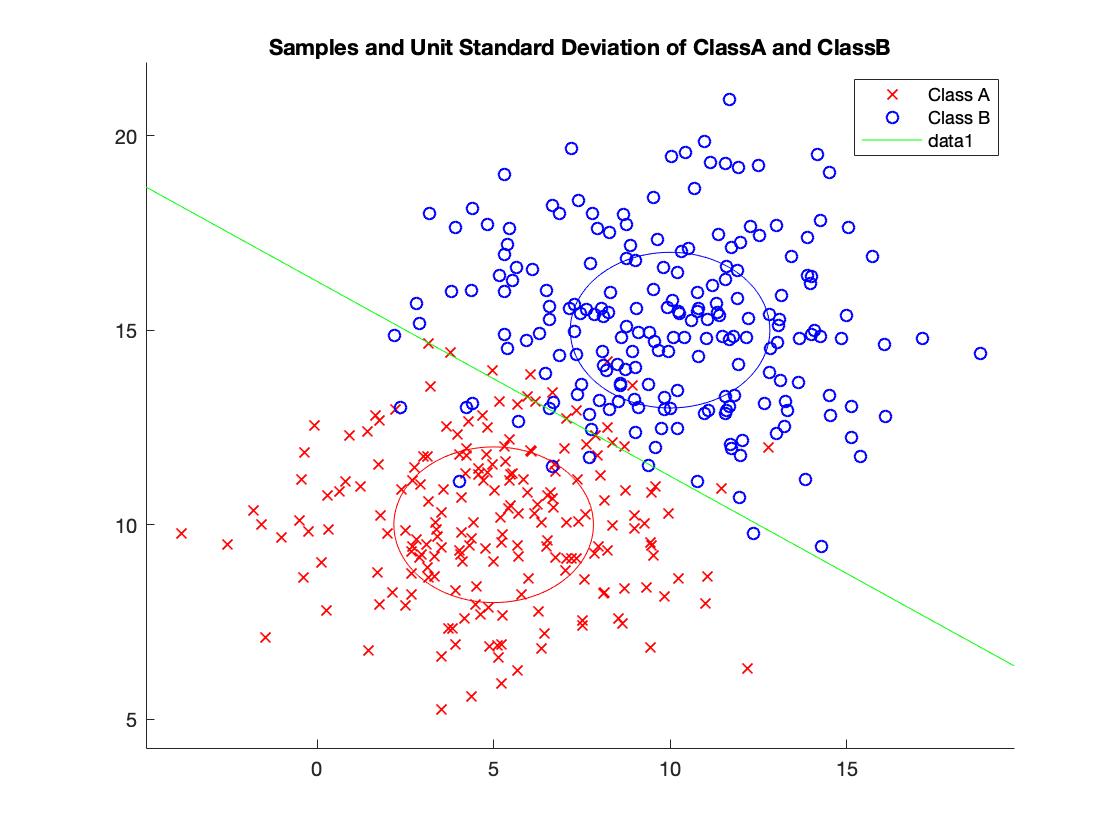 Samples and Unit Standard Deviation of ClassA and ClassB
Class A
Class B
data1
20
15
10
5
0 5 10 15